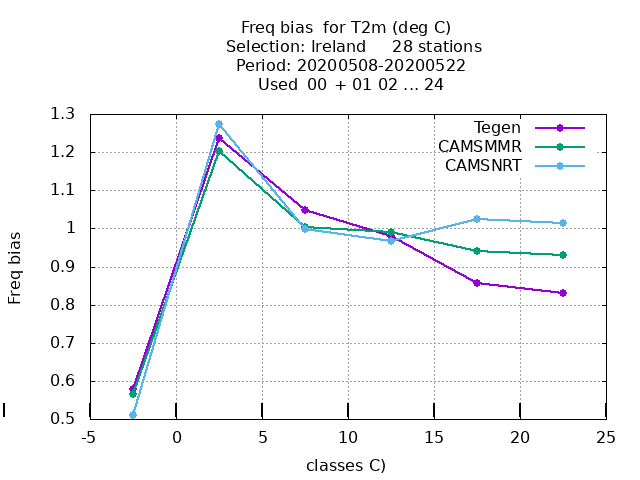 Freq bias for T2m (deg C)
Selection: Ireland 28 stations
Period: 20200508-20200522
Used 00 + 01 02 ... 24
1.3
1.2
1.1
1
0.9
0.8
0.7
0.6
0.5
Freq bias
Tegen
CAMSMMR
CAMSNRT
-5 0 5 10 15 20 25
classes C)